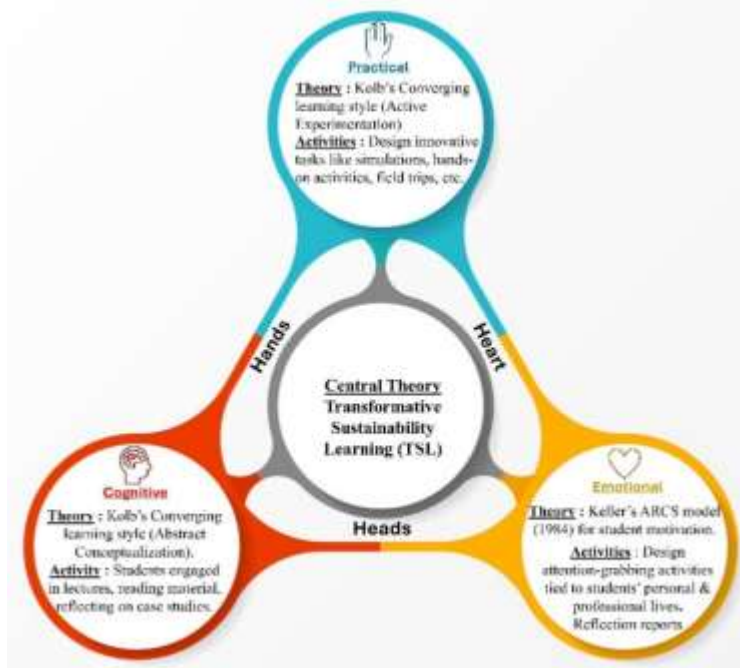 Practical
Theory : Kolb's Converging
learning style (Active
Experimentation)
Activities : Design innovative
tasks like simulations, hands-
on activities, field trips, etc.
Hands
Heart
Central Theory
Transformative
Sustainability
Learning (TSL)
Cognitive
Theory : Kolb's Converging
learning style (Abstract
Conceptualization).
Activity : Students engaged
in lectures, reading material,
reflecting on case studies.
Heads
Emotional
Theory : Keller's ARCS model
(1984) for student motivation.
Activities : Design
attention-grabbing activities
tied to students' personal &
professional lives.
Reflection reports